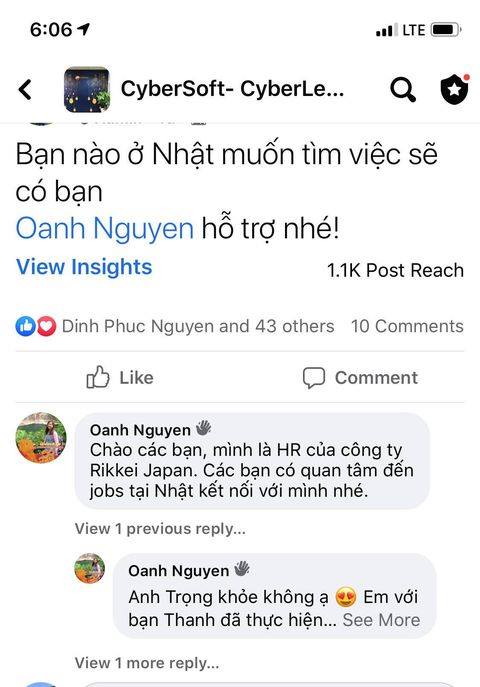 6:06
LTE
CyberSoft- CyberLe...
Bạn nào ở Nhật muốn tìm việc sẽ
có bạn
Oanh Nguyen hỗ trợ nhé!
View Insights
1.1K Post Reach
Dinh Phuc Nguyen and 43 others
10 Comments
Like
Comment
Oanh Nguyen
Chào các bạn, mình là HR của công ty
Rikkei Japan. Các bạn có quan tâm đến
jobs tại Nhật kết nối với mình nhé.
View 1 previous reply...
Oanh Nguyen
Anh Trọng khỏe không ạ 😍 Em với
bạn Thanh đã thực hiện... See More
View 1 more reply...